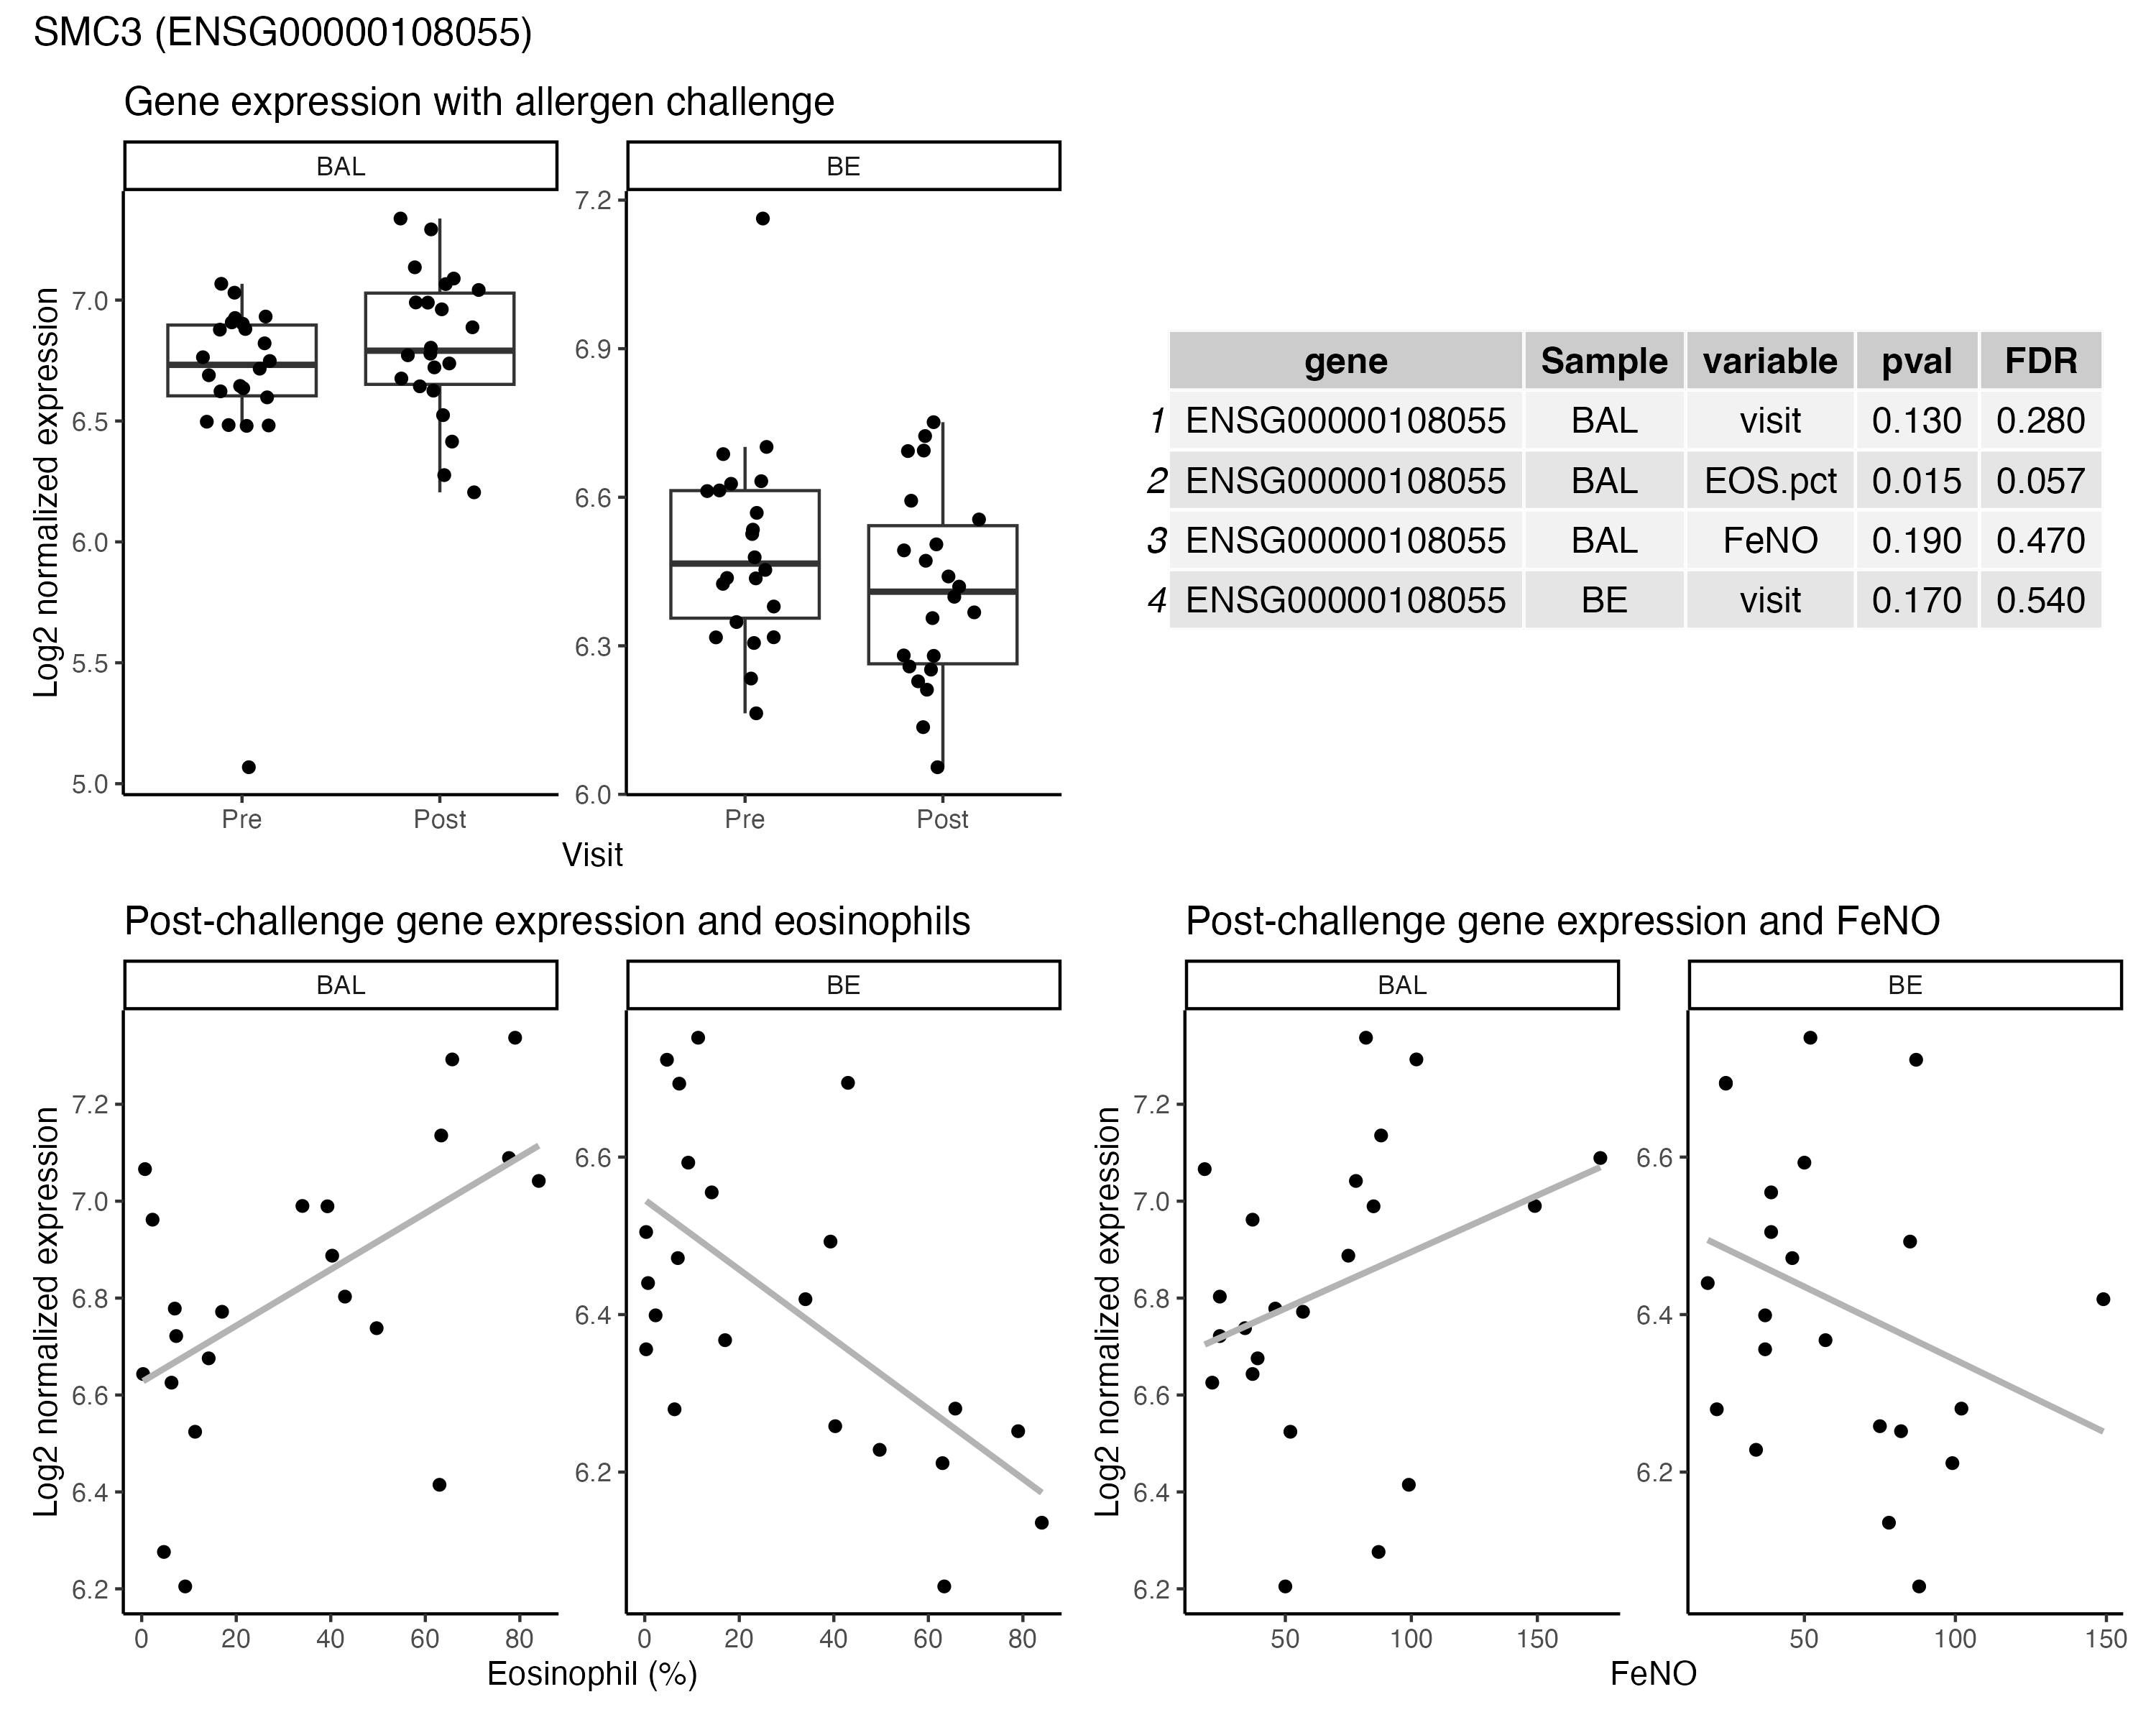 SMC3 (ENSG00000108055)
Gene expression with allergen challenge
BAL
BE
Log2 normalized expression
7.0
6.5
6.0
5.5
5.0
7.2
6.9
6.6
6.3
6.0
Pre
Post
Pre
Post
Visit
gene Sample variable pval FDR
1 ENSG00000108055 BAL visit 0.130 0.280
2 ENSG00000108055 BAL EOS.pct 0.015 0.057
3 ENSG00000108055 BAL FeNO 0.190 0.470
4 ENSG00000108055 BE visit 0.170 0.540
Post-challenge gene expression and eosinophils
BAL
BE
Log2 normalized expression
7.2
7.0
6.8
6.6
6.4
6.2
6.6
6.4
6.2
0 20 40 60 80
0 20 40 60 80
Eosinophil (%)
Post-challenge gene expression and FeNO
BAL
BE
Log2 normalized expression
7.2
7.0
6.8
6.6
6.4
6.2
6.6
6.4
6.2
50 100 150
50 100 150
FeNO